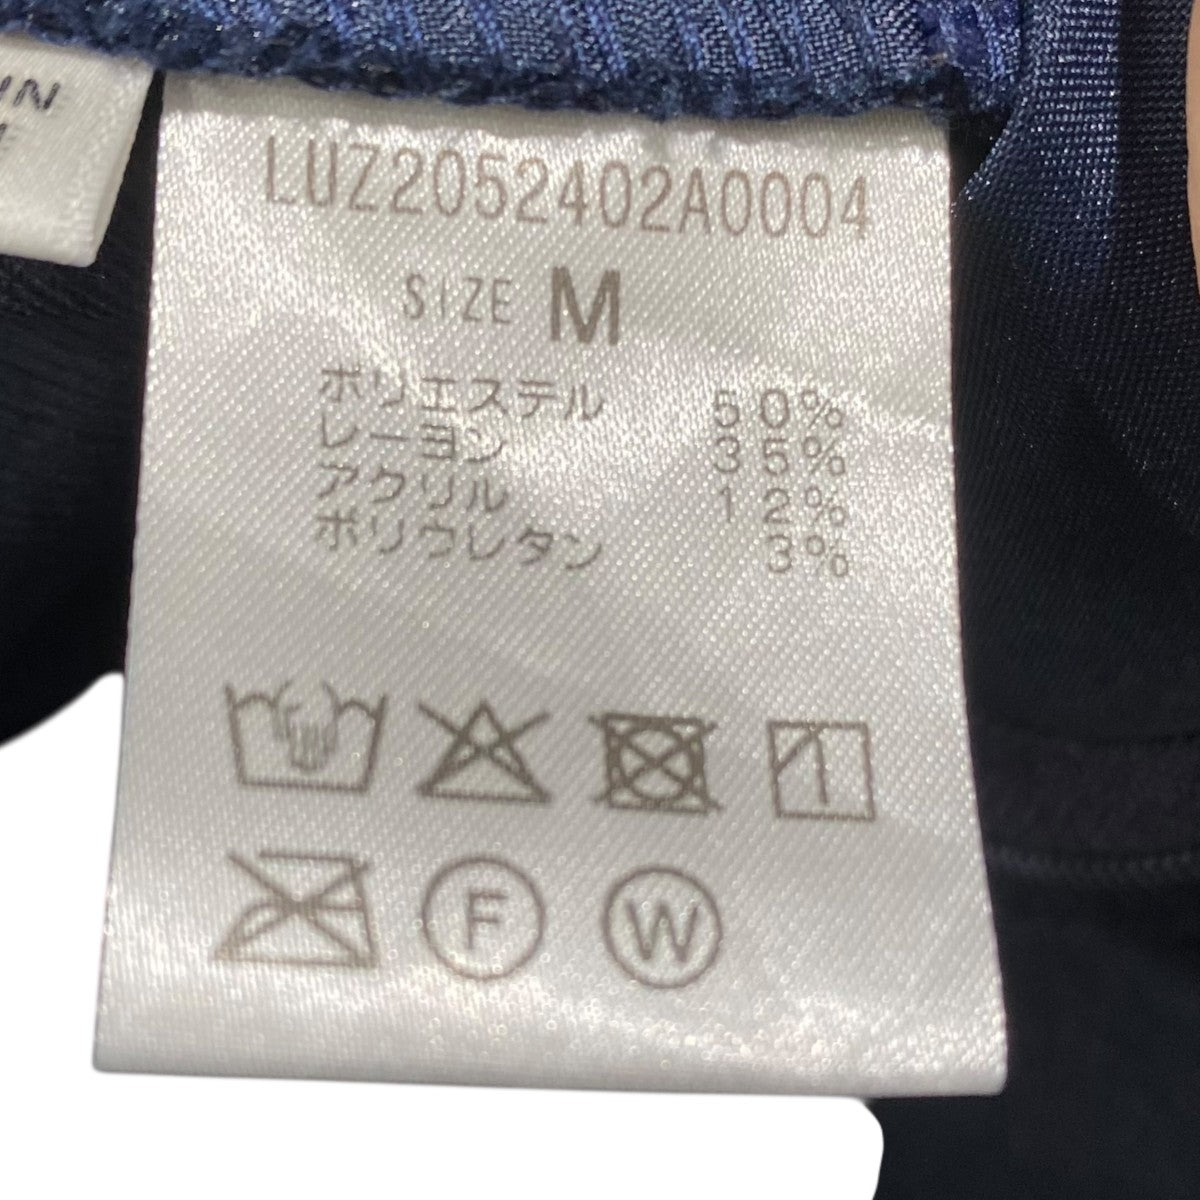 LUZ2052402A0004
SIZE M
ポリエステル 50%
レーヨン 35%
アクリル 12%
ポリウレタン 3%
F W